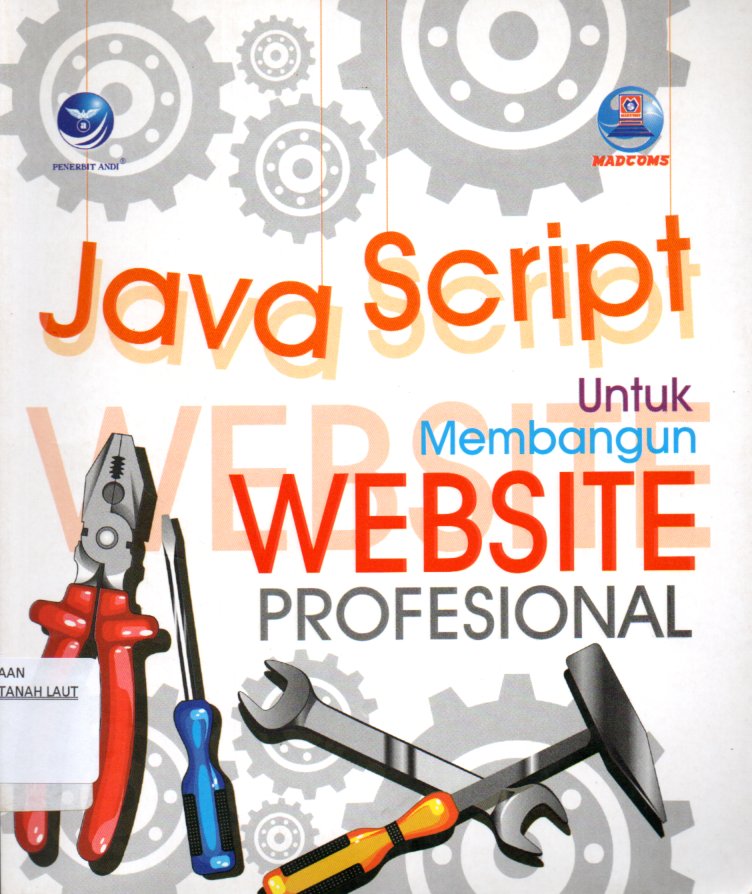 PENERBIT ANDI®
MADCOMS
Java Script
Untuk
Membangun
WEBSITE
PROFESIONAL
AAN
TANAH LAUT